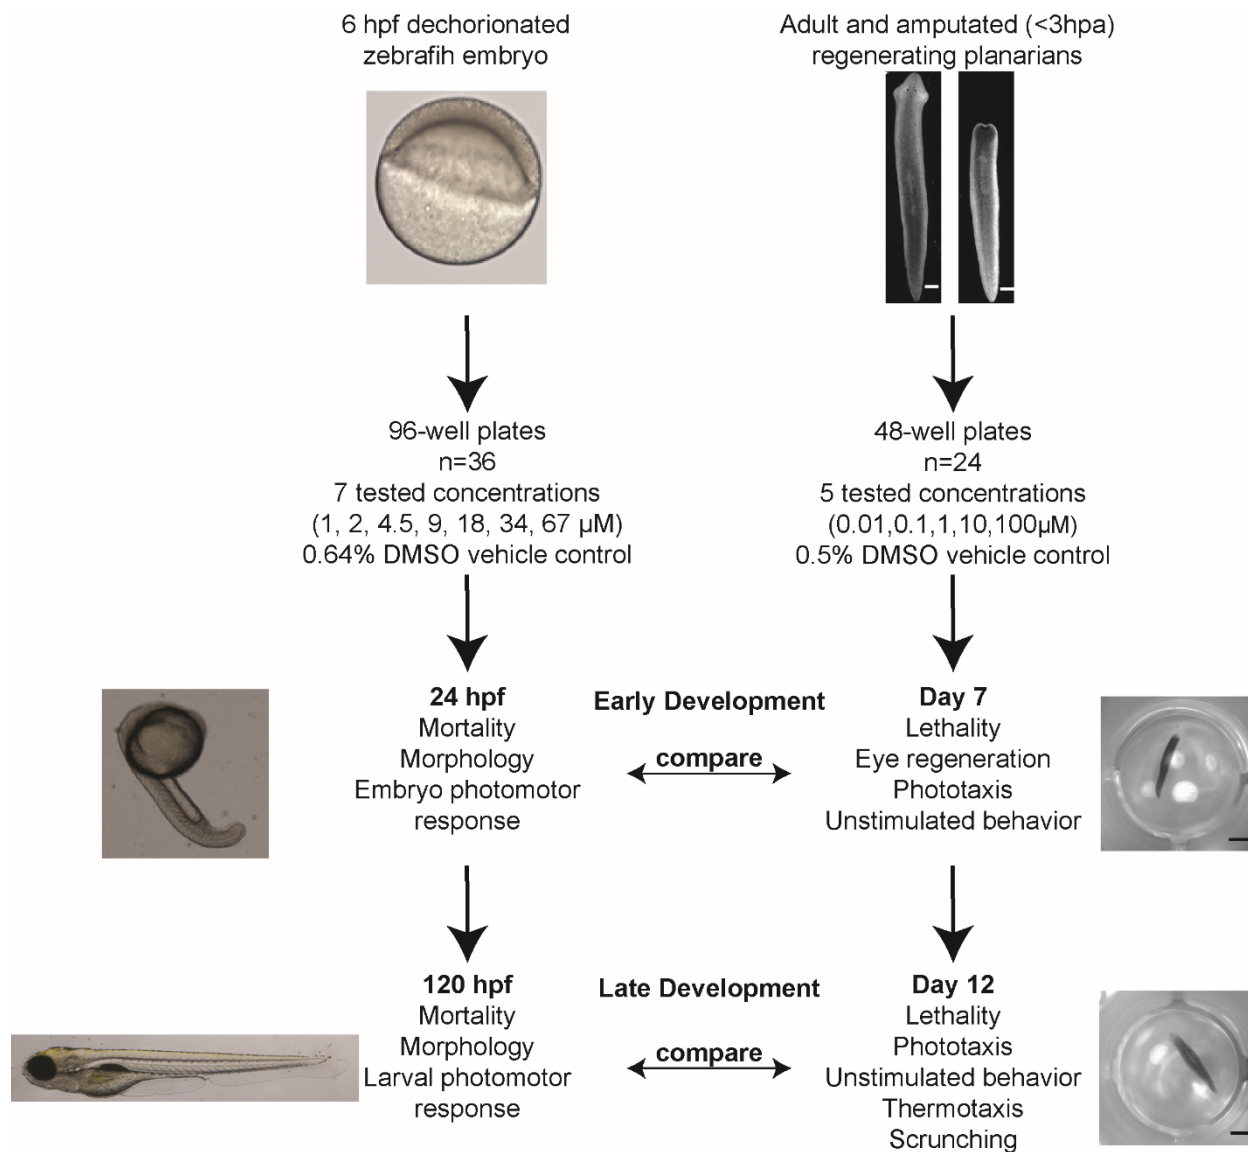 6 hpf dechorionated
zebrafih embryo
Adult and amputated (<3hpa)
regenerating planarians
96-well plates
n=36
7 tested concentrations
(1, 2, 4.5, 9, 18, 34, 67 µM)
0.64% DMSO vehicle control
48-well plates
n=24
5 tested concentrations
(0.01,0.1,1,10,100µM)
0.5% DMSO vehicle control
24 hpf
Mortality
Morphology
Embryo photomotor
response
Early Development
compare
Day 7
Lethality
Eye regeneration
Phototaxis
Unstimulated behavior
120 hpf
Mortality
Morphology
Larval photomotor
response
Late Development
compare
Day 12
Lethality
Phototaxis
Unstimulated behavior
Thermotaxis
Scrunching